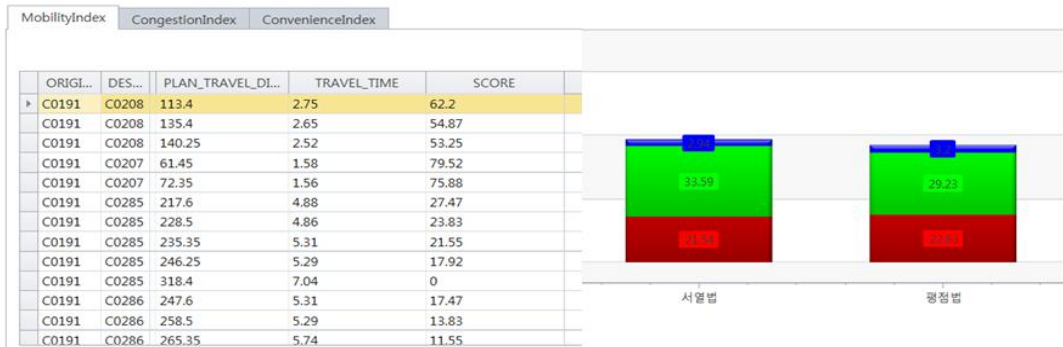 MobilityIndex CongestionIndex ConvenienceIndex
ORIGI... DES... PLAN_TRAVEL_DI... TRAVEL_TIME SCORE
C0191 C0208 113.4 2.75 62.2
C0191 C0208 135.4 2.65 54.87
C0191 C0208 140.25 2.52 53.25
C0191 C0207 61.45 1.58 79.52
C0191 C0207 72.35 1.56 75.88
C0191 C0285 217.6 4.88 27.47
C0191 C0285 228.5 4.86 23.83
C0191 C0285 235.35 5.31 21.55
C0191 C0285 246.25 5.29 17.92
C0191 C0285 318.4 7.04 0
C0191 C0286 247.6 5.31 17.47
C0191 C0286 258.5 5.29 13.83
C0191 C0286 265.35 5.74 11.55
2.94
33.59 29.23
21.54 22.63
서열법 평점법